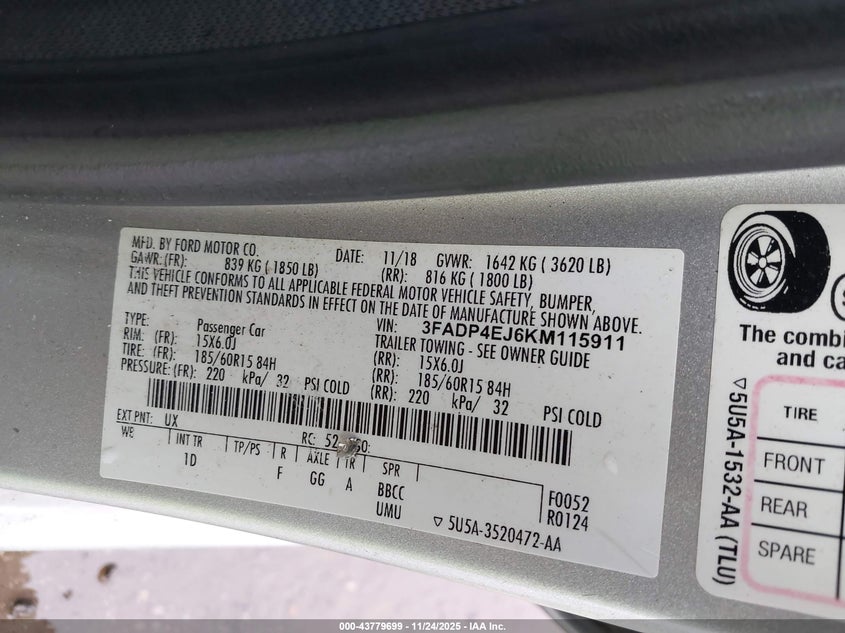 MFD. BY FORD MOTOR CO. DATE: 11/18 GVWR: 1642 KG ( 3620 LB)
GAWR: (FR): 839 KG ( 1850 LB) (RR): 816 KG ( 1800 LB)
THIS VEHICLE CONFORMS TO ALL APPLICABLE FEDERAL MOTOR VEHICLE SAFETY, BUMPER,
AND THEFT PREVENTION STANDARDS IN EFFECT ON THE DATE OF MANUFACTURE SHOWN ABOVE.
TYPE: Passenger Car VIN: 3FADP4EJ6KM115911
RIM: (FR): 15X6.0J TRAILER TOWING - SEE OWNER GUIDE
TIRE: (FR): 185/60R15 84H (RR): 15X6.0J
PRESSURE: (FR): 220 kPa/ 32 PSI COLD (RR): 185/60R15 84H
(RR): 220 kPa/ 32 PSI COLD
EXT PNT: UX RC: 52
WB INT TR TP/PS R AXLE TR SPR
1D F GG A BBCC
UMU
F0052
R0124
▽ 5U5A-3520472-AA
The combi
and ca
TIRE
FRONT
REAR
SPARE
▽5U5A-1532-AA (TLU)
000-43779699 - 11/24/2025 - IAA Inc.